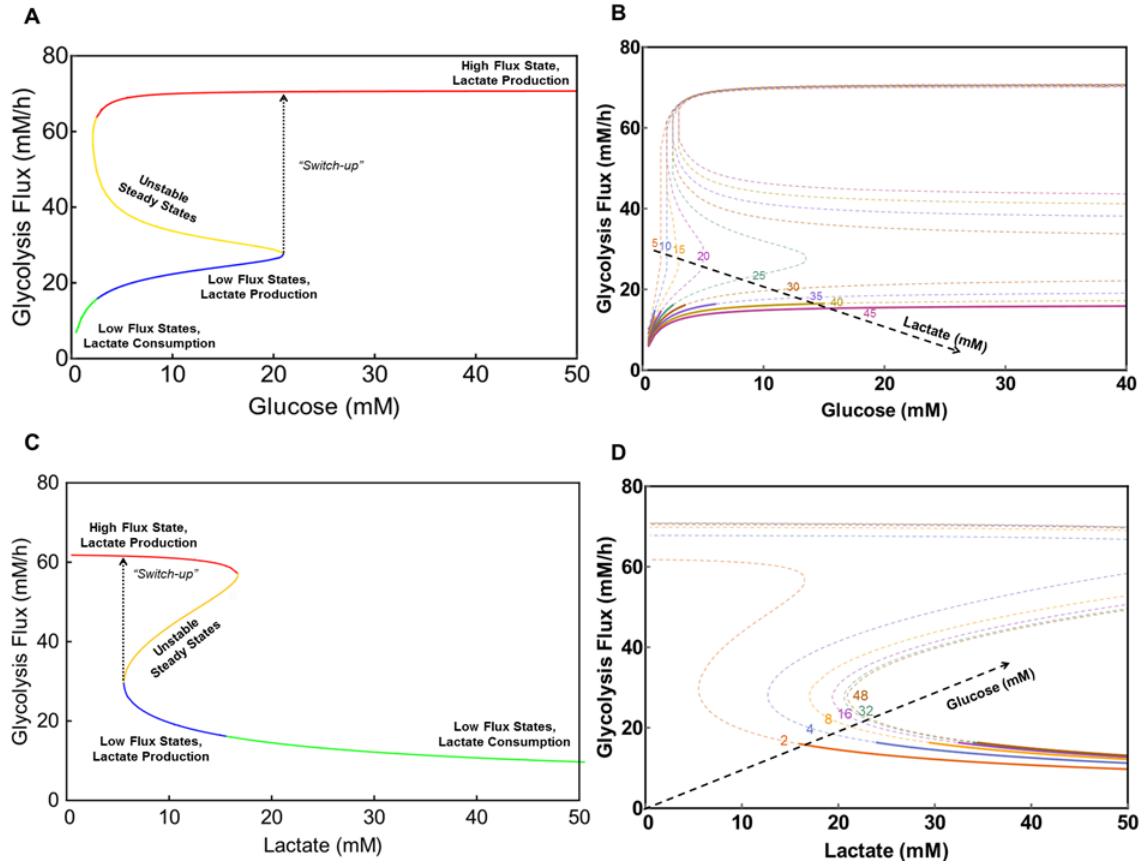 A
80
60
40
20
0
Glycolysis Flux (mM/h)
High Flux State,
Lactate Production
"Switch-up"
Unstable
Steady States
Low Flux States,
Lactate Production
Low Flux States,
Lactate Consumption
0 10 20 30 40 50
Glucose (mM)
B
80
60
40
20
0
Glycolysis Flux (mM/h)
5 10 15
20
25
30
35
40
45
Lactate (mM)
0 10 20 30 40
Glucose (mM)
C
80
60
40
20
0
Glycolysis Flux (mM/h)
High Flux State,
Lactate Production
"Switch-up"
Unstable
Steady States
Low Flux States,
Lactate Production
Low Flux States,
Lactate Consumption
0 10 20 30 40 50
Lactate (mM)
D
80
60
40
20
0
Glycolysis Flux (mM/h)
48
32
16
8
4
2
Glucose (mM)
0 10 20 30 40 50
Lactate (mM)